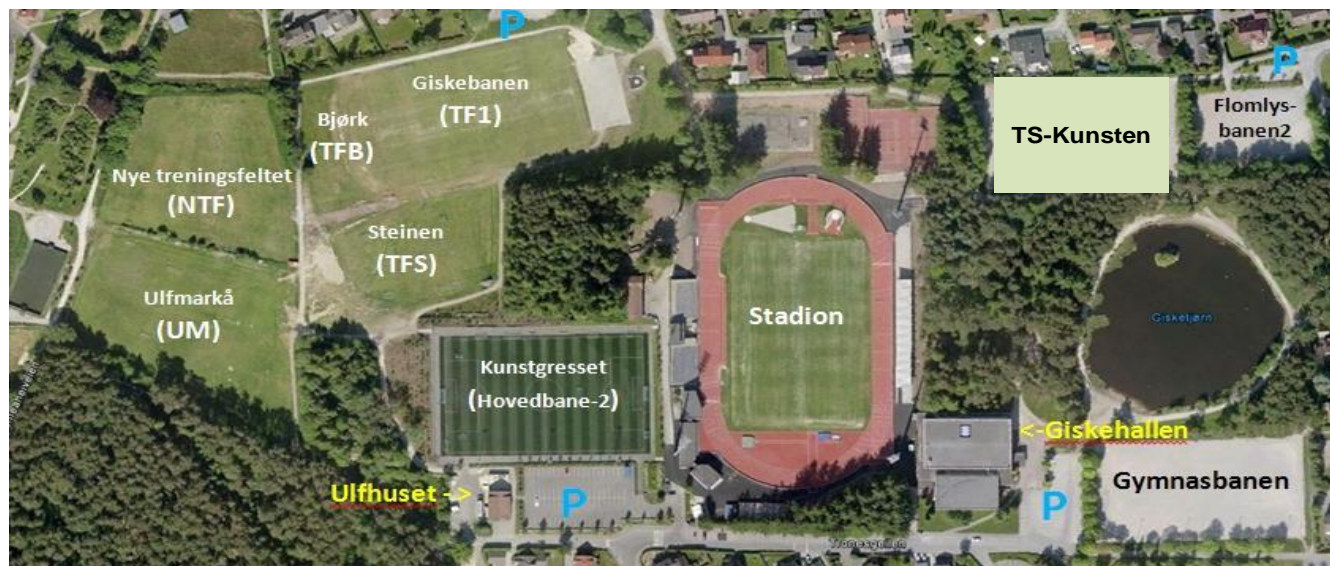 P
Giskebanen
(TF1)
P
Bjørk
(TFB)
TS-Kunsten
Flomlys-
banen2
Nye treningsfeltet
(NTF)
Steinen
(TFS)
Ulfmarkå
(UM)
Stadion
Gisketjørn
Kunstgresset
(Hovedbane-2)
<-Giskehallen
Ulfhuset ->
P
Gymnasbanen
P